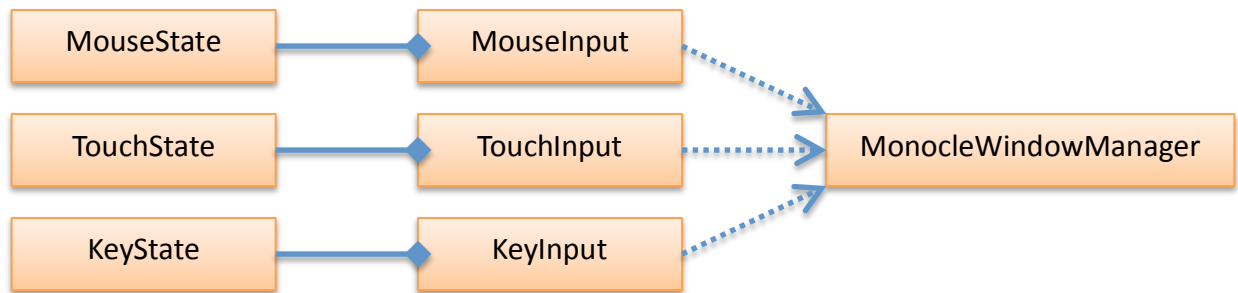 MouseState
MouseInput
TouchState
TouchInput
MonocleWindowManager
KeyState
KeyInput